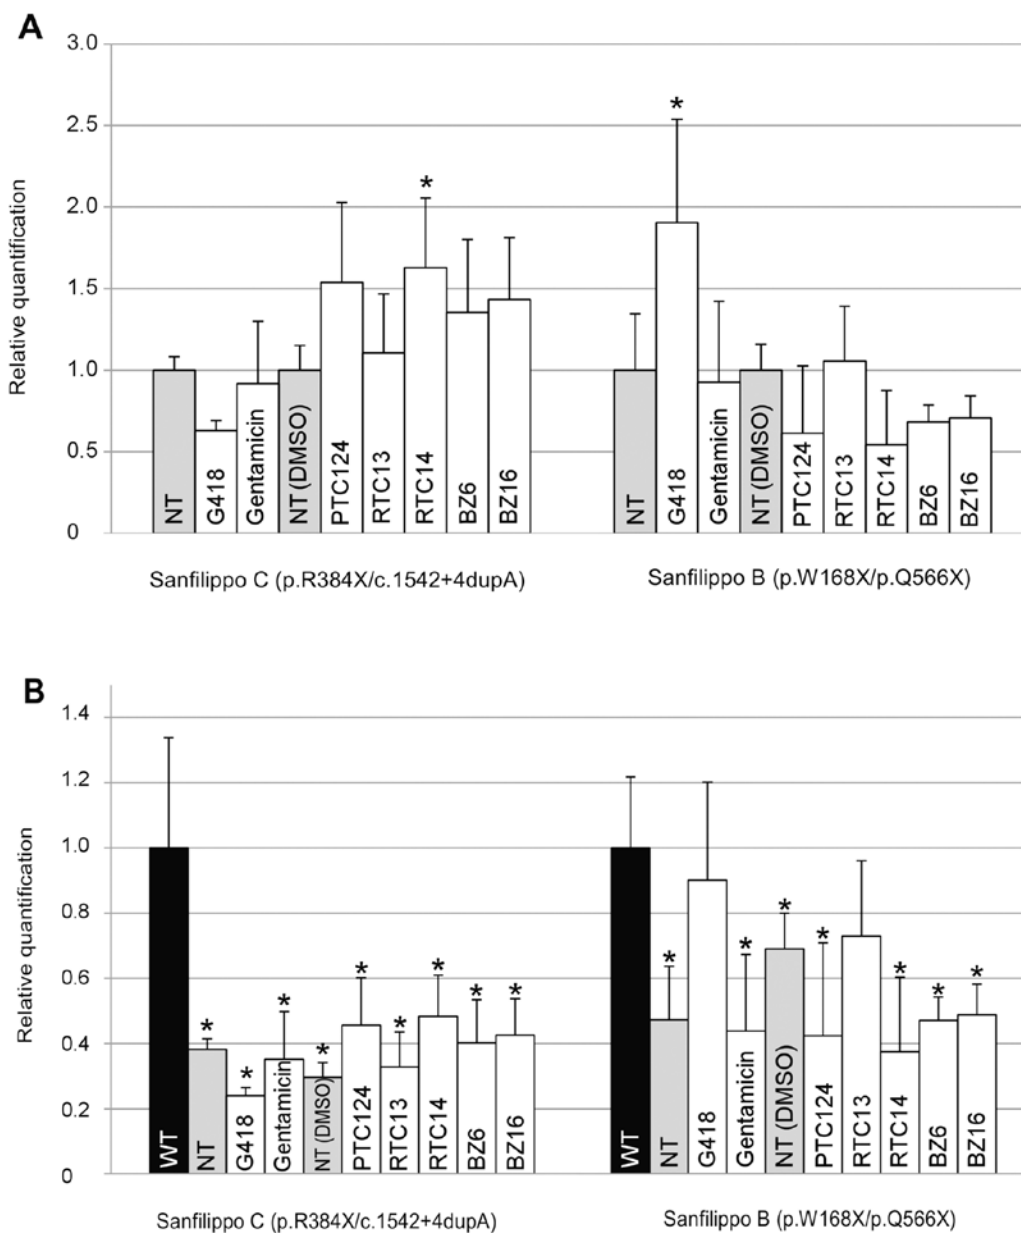 A
3.0
2.5
2.0
1.5
1.0
0.5
0
Relative quantification
*
*
NT
G418
Gentamicin
NT (DMSO)
PTC124
RTC13
RTC14
BZ6
BZ16
NT
G418
Gentamicin
NT (DMSO)
PTC124
RTC13
RTC14
BZ6
BZ16
Sanfilippo C (p.R384X/c.1542+4dupA)
Sanfilippo B (p.W168X/p.Q566X)
B
1.4
1.2
1.0
0.8
0.6
0.4
0.2
0
Relative quantification
* * * * * * * * *
* * * * * * *
WT
NT
G418
Gentamicin
NT (DMSO)
PTC124
RTC13
RTC14
BZ6
BZ16
WT
NT
G418
Gentamicin
NT (DMSO)
PTC124
RTC13
RTC14
BZ6
BZ16
Sanfilippo C (p.R384X/c.1542+4dupA)
Sanfilippo B (p.W168X/p.Q566X)